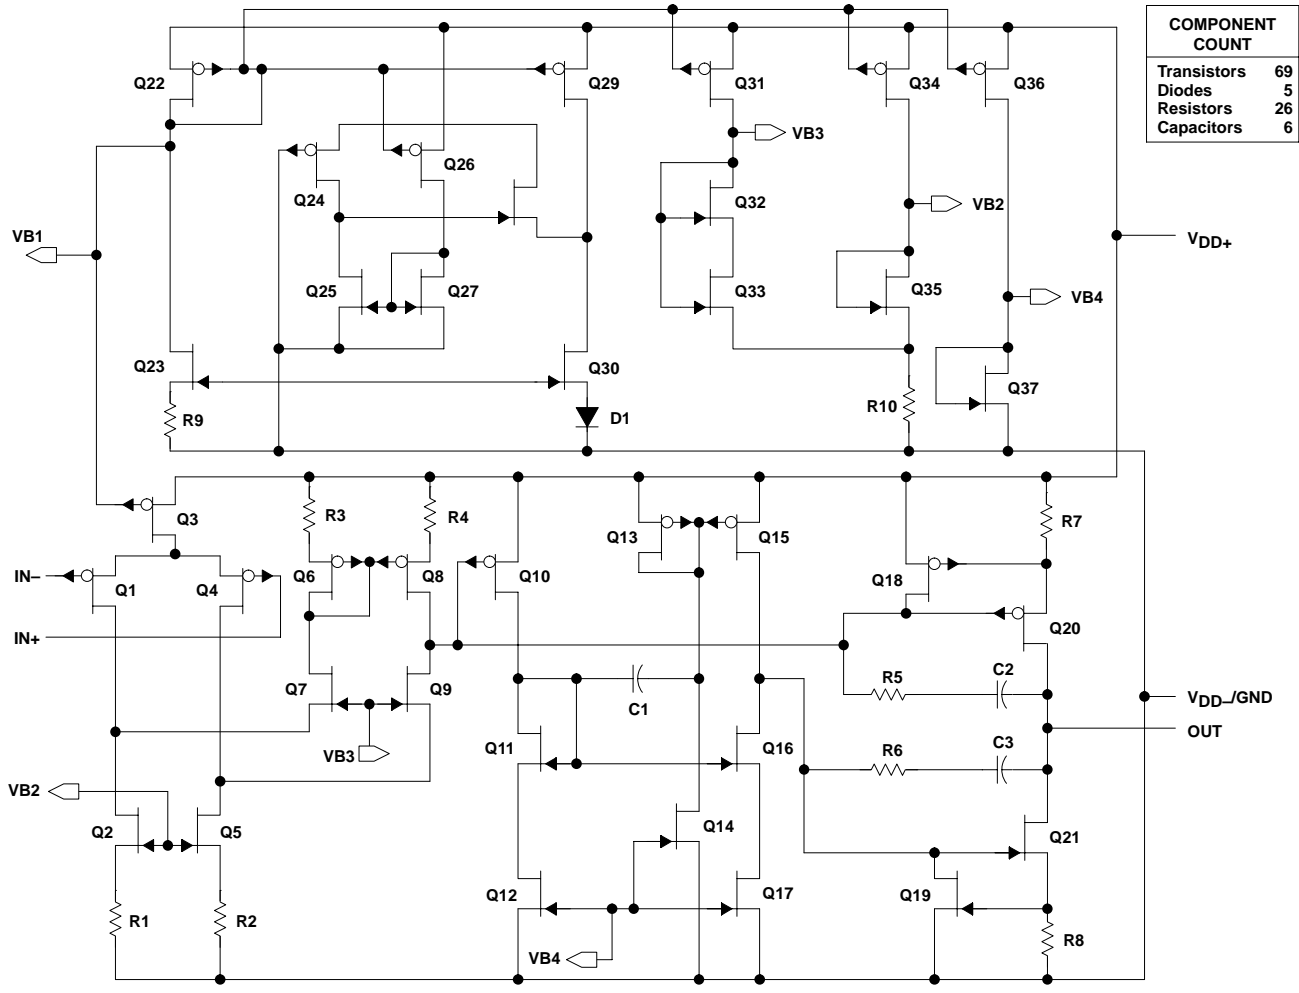 COMPONENT
COUNT
Transistors 69
Diodes 5
Resistors 26
Capacitors 6
Q22
Q29
Q31
Q34
Q36
Q26
Q24
VB3
Q32
VB2
VB1
VDD+
Q25
Q27
Q33
Q35
VB4
Q23
Q30
Q37
R9
D1
R10
Q3
R3
R4
Q13
Q15
R7
IN–
Q1
Q4
Q6
Q8
Q10
Q18
IN+
Q20
Q7
Q9
C1
R5
C2
VDD–/GND
OUT
VB3
Q11
Q16
R6
C3
VB2
Q2
Q5
Q14
Q21
Q12
Q17
Q19
R1
R2
VB4
R8